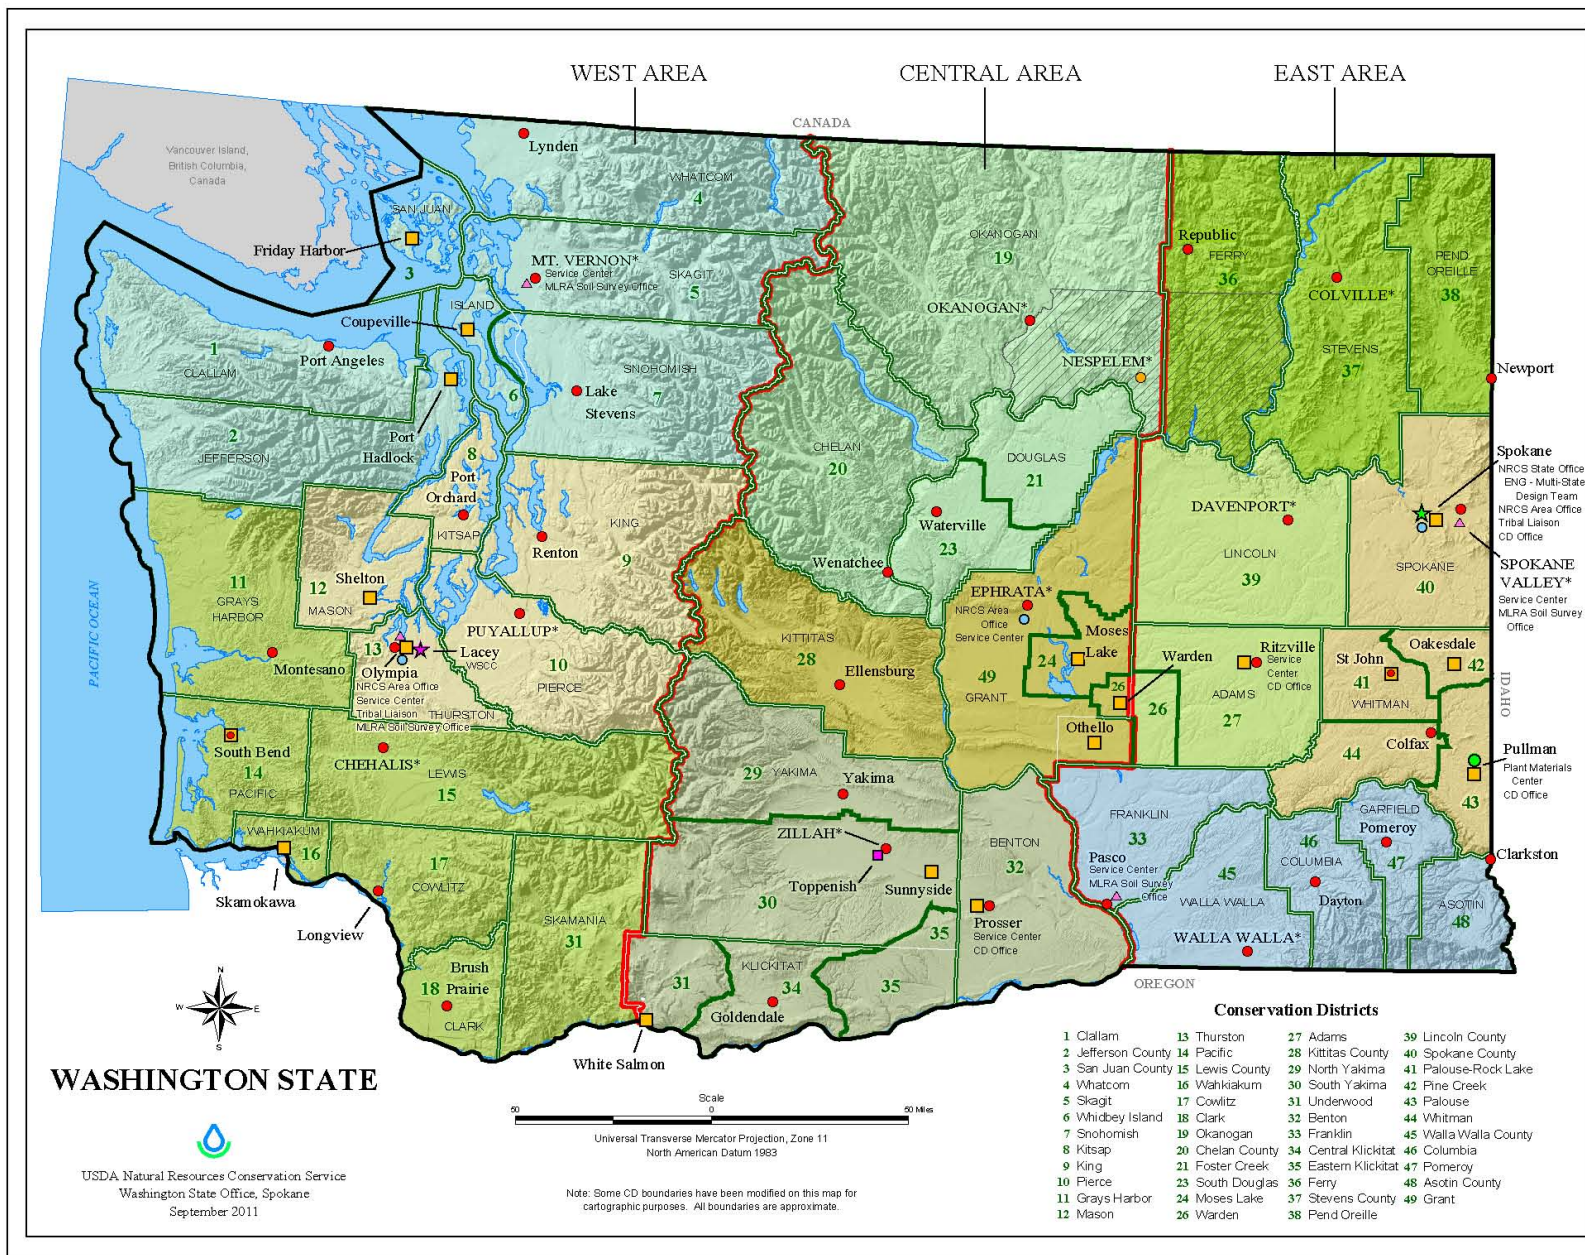 WEST AREA
CENTRAL AREA
EAST AREA
CANADA
Vancouver Island,
British Columbia,
Canada
Lynden
WHATCOM
4
SAN JUAN
Friday Harbor
3
MT. VERNON*
Service Center
MLRA Soil Survey Office
SKAGIT
5
ISLAND
Coupeville
6
1
CLALLAM
Port Angeles
SNOHOMISH
7
Lake
Stevens
2
JEFFERSON
Port
Hadlock
8
Port
Orchard
KITSAP
KING
9
Renton
11
GRAYS
HARBOR
Montesano
12
MASON
Shelton
PUYALLUP*
10
PIERCE
13
Lacey
WSCC
Olympia
NRCS Area Office
Service Center
Tribal Liaison
MLRA Soil Survey Office
THURSTON
PACIFIC OCEAN
South Bend
14
PACIFIC
CHEHALIS*
LEWIS
15
WAHKIAKUM
16
Skamokawa
17
COWLITZ
Longview
SKAMANIA
31
18
Brush
Prairie
CLARK
White Salmon
OKANOGAN
19
OKANOGAN*
NESPELEM*
CHELAN
20
DOUGLAS
21
Waterville
23
Wenatchee
EPHRATA*
NRCS Area
Office
Service Center
Moses
Lake
24
Warden
26
26
49
GRANT
Othello
KITTITAS
28
Ellensburg
29
YAKIMA
Yakima
ZILLAH*
Toppenish
Sunnyside
30
BENTON
32
Prosser
Service Center
CD Office
35
31
KLICKITAT
34
Goldendale
35
Republic
FERRY
36
COLVILLE*
STEVENS
37
PEND
OREILLE
38
Newport
DAVENPORT*
LINCOLN
39
Spokane
NRCS State Office
ENG - Multi-State
Design Team
NRCS Area Office
Tribal Liaison
CD Office
SPOKANE
40
SPOKANE
VALLEY*
Service Center
MLRA Soil Survey
Office
Ritzville
Service
Center
CD Office
ADAMS
27
St John
41
WHITMAN
Oakesdale
42
IDAHO
44
Colfax
Pullman
Plant Materials
Center
CD Office
43
FRANKLIN
33
Pasco
Service Center
MLRA Soil Survey
Office
45
WALLA WALLA
WALLA WALLA*
46
COLUMBIA
Dayton
GARFIELD
Pomeroy
47
Clarkston
ASOTIN
48
OREGON
N
W
E
S
WASHINGTON STATE
USDA Natural Resources Conservation Service
Washington State Office, Spokane
September 2011
Scale
50
0
50 Miles
Universal Transverse Mercator Projection, Zone 11
North American Datum 1983
Note: Some CD boundaries have been modified on this map for
cartographic purposes. All boundaries are approximate.
Conservation Districts
1 Clallam
2 Jefferson County
3 San Juan County
4 Whatcom
5 Skagit
6 Whidbey Island
7 Snohomish
8 Kitsap
9 King
10 Pierce
11 Grays Harbor
12 Mason
13 Thurston
14 Pacific
15 Lewis County
16 Wahkiakum
17 Cowlitz
18 Clark
19 Okanogan
20 Chelan County
21 Foster Creek
23 South Douglas
24 Moses Lake
26 Warden
27 Adams
28 Kittitas County
29 North Yakima
30 South Yakima
31 Underwood
32 Benton
33 Franklin
34 Central Klickitat
35 Eastern Klickitat
36 Ferry
37 Stevens County
38 Pend Oreille
39 Lincoln County
40 Spokane County
41 Palouse-Rock Lake
42 Pine Creek
43 Palouse
44 Whitman
45 Walla Walla County
46 Columbia
47 Pomeroy
48 Asotin County
49 Grant